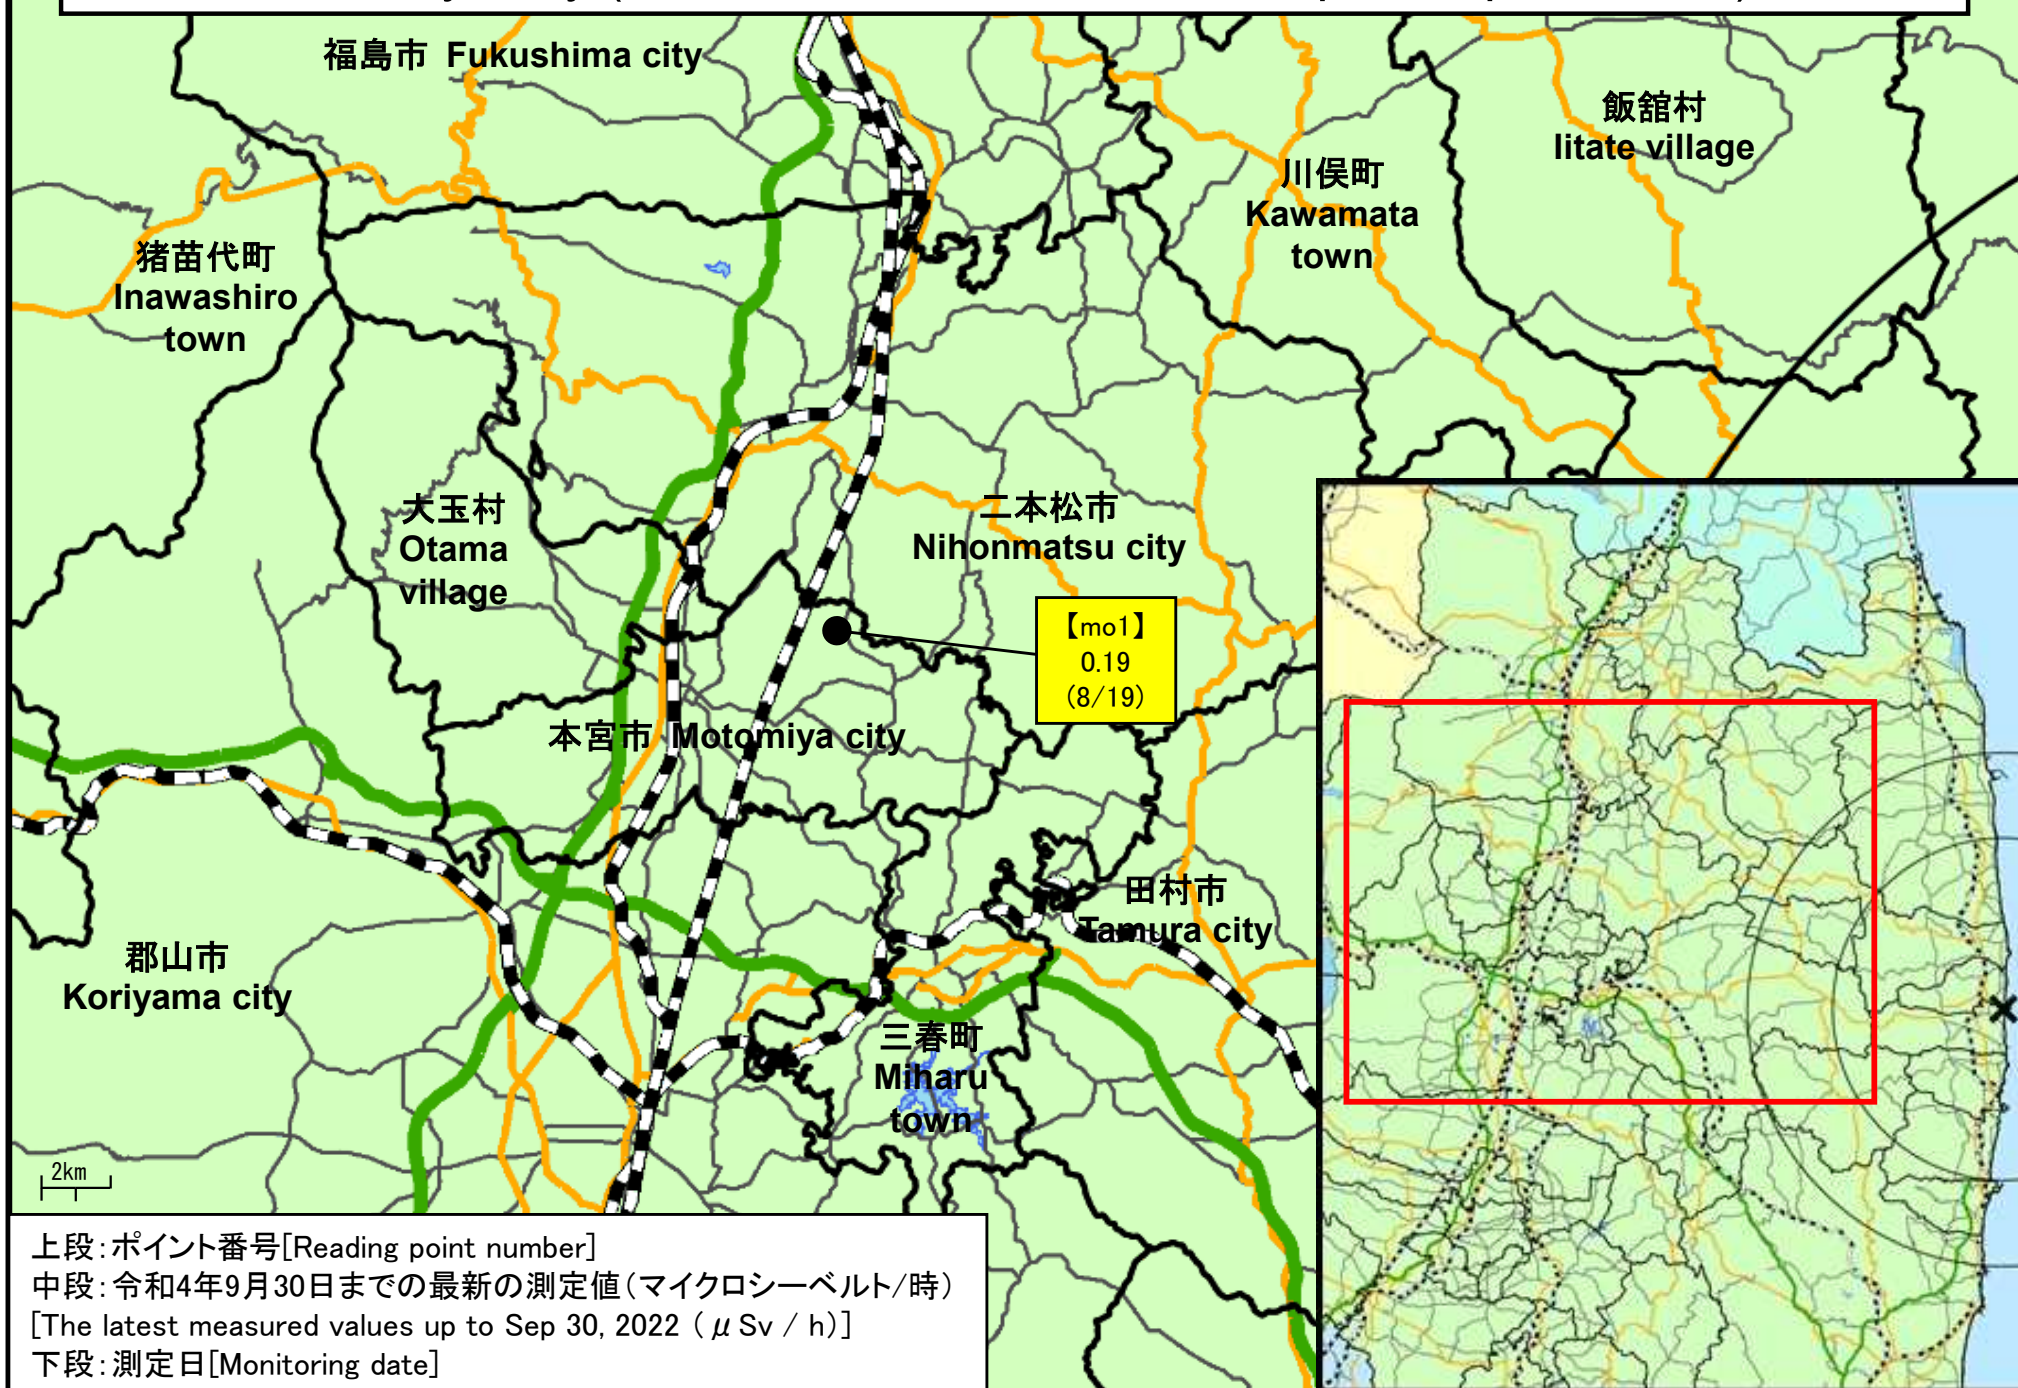 福島市 Fukushima city
飯舘村
Iitate village
川俣町
Kawamata
town
猪苗代町
Inawashiro
town
大玉村
Otama
village
二本松市
Nihonmatsu city
【mo1】
0.19
(8/19)
本宮市 Motomiya city
田村市
Tamura city
郡山市
Koriyama city
三春町
Miharu
town
2km
上段:ポイント番号[Reading point number]
中段:令和4年9月30日までの最新の測定値(マイクロシーベルト/時)
[The latest measured values up to Sep 30, 2022 (μSv / h)]
下段:測定日[Monitoring date]